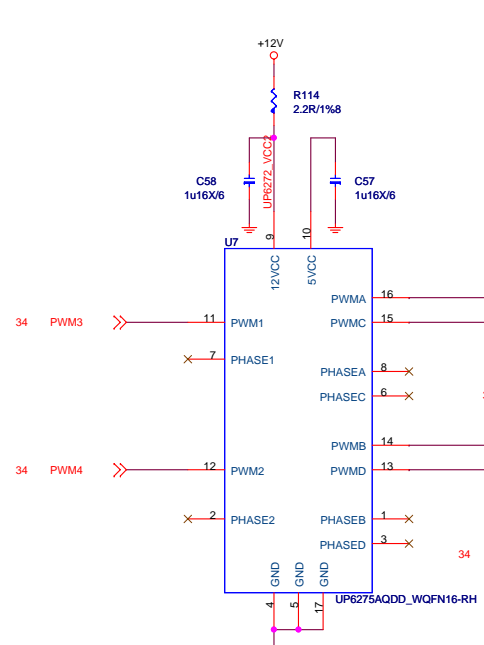 +12V
R114
2.2R/1%8
UP6272_VCC2
C58
1u16X/6
C57
1u16X/6
9
10
U7
12VCC
5VCC
PWMA 16
34 PWM3 11 PWM1
PWMC 15
7 PHASE1
PHASEA 8
PHASEC 6
PWMB 14
34 PWM4 12 PWM2
PWMD 13
2 PHASE2
PHASEB 1
PHASED 3
34
GND GND GND
4 5 17
UP6275AQDD_WQFN16-RH